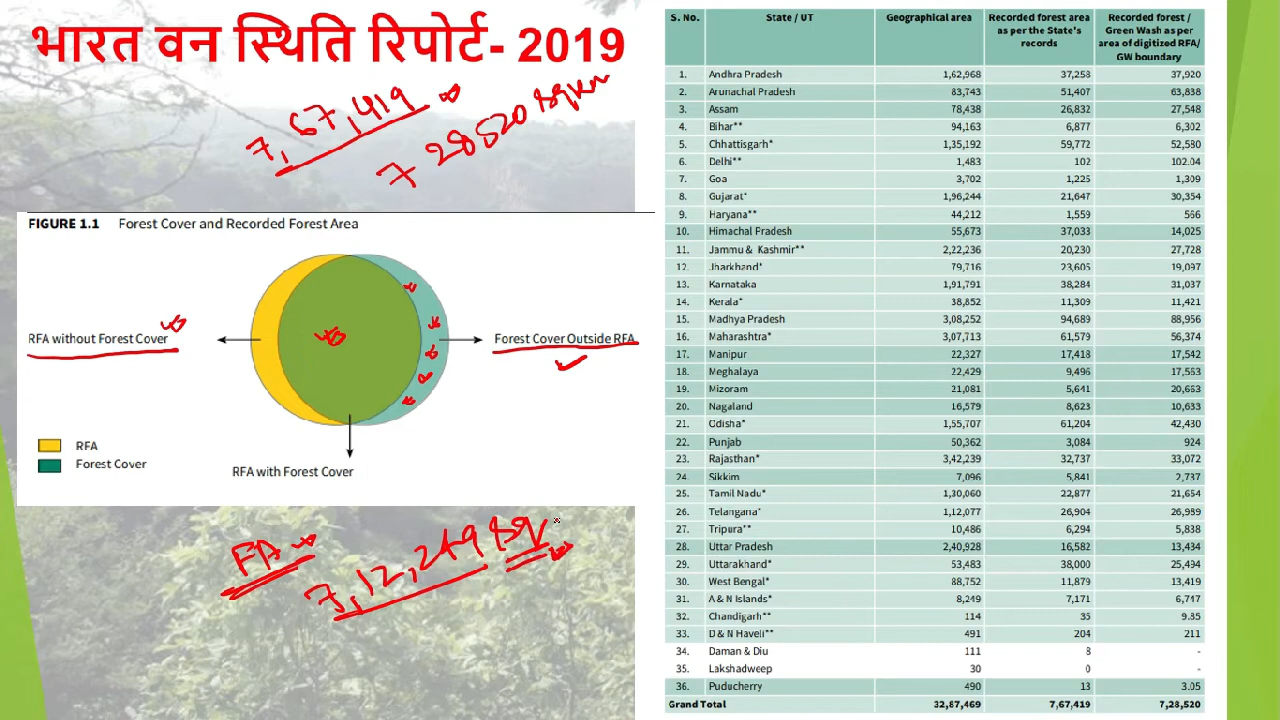 भारत वन स्थिति रिपोर्ट- 2019
7,67,419
7 28520 sqkm
FIGURE 1.1 Forest Cover and Recorded Forest Area
RFA without Forest Cover
Forest Cover Outside RFA
RFA
Forest Cover
RFA with Forest Cover
FA
7,12,249 sq
S. No. State / UT Geographical area Recorded forest area as per the State's records Recorded forest / Green Wash as per area of digitized RFA/ GW boundary
1. Andhra Pradesh 1,62,968 37,258 37,920
2. Arunachal Pradesh 83,743 51,407 63,838
3. Assam 78,438 26,832 27,548
4. Bihar** 94,163 6,877 6,302
5. Chhattisgarh* 1,35,192 59,772 52,580
6. Delhi** 1,483 102 102.04
7. Goa 3,702 1,225 1,309
8. Gujarat* 1,96,244 21,647 30,354
9. Haryana** 44,212 1,559 566
10. Himachal Pradesh 55,673 37,033 14,025
11. Jammu & Kashmir** 2,22,236 20,230 27,728
12. Jharkhand* 79,716 23,605 19,097
13. Karnataka 1,91,791 38,284 31,037
14. Kerala* 38,852 11,309 11,421
15. Madhya Pradesh 3,08,252 94,689 88,956
16. Maharashtra* 3,07,713 61,579 56,374
17. Manipur 22,327 17,418 17,542
18. Meghalaya 22,429 9,496 17,563
19. Mizoram 21,081 5,641 20,663
20. Nagaland 16,579 8,623 10,633
21. Odisha* 1,55,707 61,204 42,430
22. Punjab 50,362 3,084 924
23. Rajasthan* 3,42,239 32,737 33,072
24. Sikkim 7,096 5,841 2,737
25. Tamil Nadu* 1,30,060 22,877 21,654
26. Telangana* 1,12,077 26,904 26,989
27. Tripura** 10,486 6,294 5,838
28. Uttar Pradesh 2,40,928 16,582 13,434
29. Uttarakhand* 53,483 38,000 25,494
30. West Bengal* 88,752 11,879 13,419
31. A & N Islands* 8,249 7,171 6,747
32. Chandigarh** 114 35 9.85
33. D & N Haveli** 491 204 211
34. Daman & Diu 111 8 -
35. Lakshadweep 30 0 -
36. Puducherry 490 13 3.05
Grand Total 32,87,469 7,67,419 7,28,520